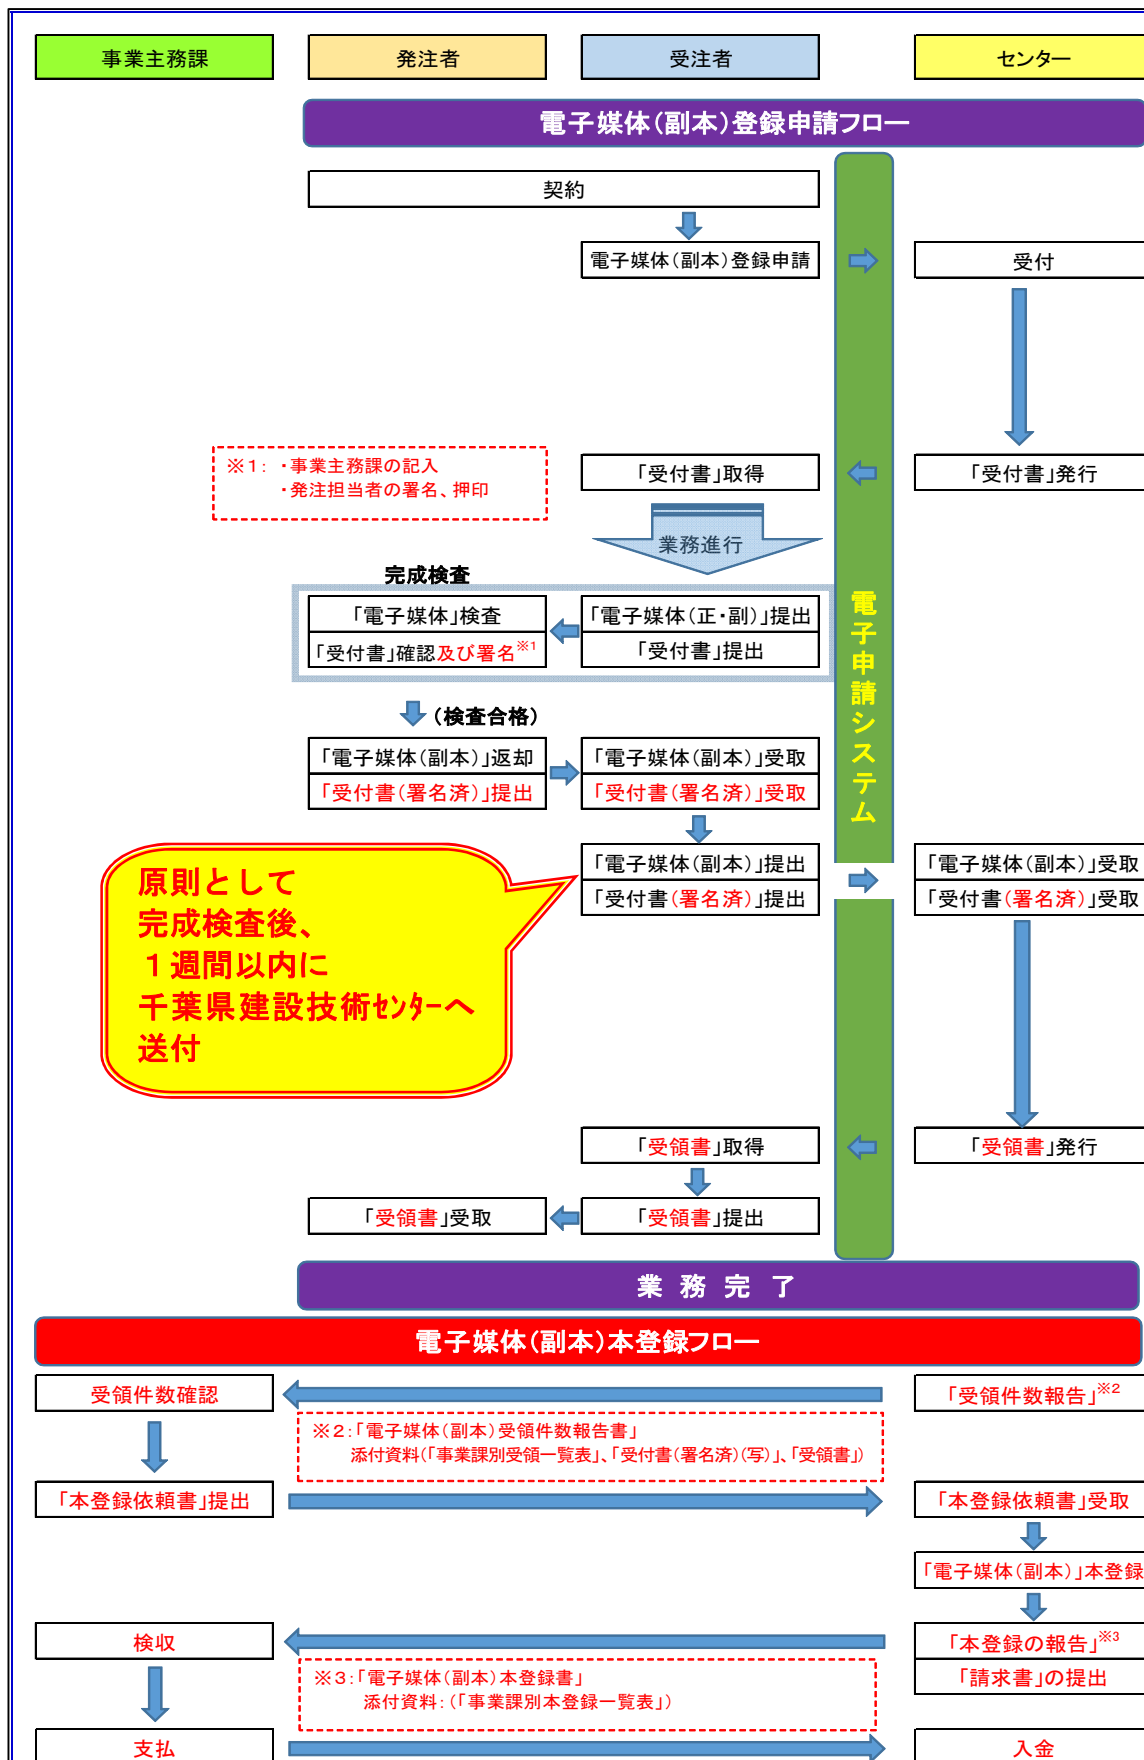 事業主務課
発注者
受注者
センター
電子媒体(副本)登録申請フロー
契約
電子媒体(副本)登録申請
受付
※1： ・事業主務課の記入
・発注担当者の署名、押印
「受付書」取得
「受付書」発行
業務進行
完成検査
「電子媒体」検査
「電子媒体(正・副)」提出
「受付書」確認及び署名※1
「受付書」提出
電子申請システム
(検査合格)
「電子媒体(副本)」返却
「電子媒体(副本)」受取
「受付書(署名済)」提出
「受付書(署名済)」受取
原則として
完成検査後、
１週間以内に
千葉県建設技術ｾﾝﾀｰへ
送付
「電子媒体(副本)」提出
「電子媒体(副本)」受取
「受付書(署名済)」提出
「受付書(署名済)」受取
「受領書」取得
「受領書」発行
「受領書」受取
「受領書」提出
業 務 完 了
電子媒体(副本)本登録フロー
受領件数確認
「受領件数報告」※2
※2：「電子媒体(副本)受領件数報告書」
添付資料(「事業課別受領一覧表」、「受付書(署名済)(写)」、「受領書」)
「本登録依頼書」提出
「本登録依頼書」受取
「電子媒体(副本)」本登録
検収
「本登録の報告」※3
※3：「電子媒体(副本)本登録書」
添付資料：(「事業課別本登録一覧表」)
「請求書」の提出
支払
入金